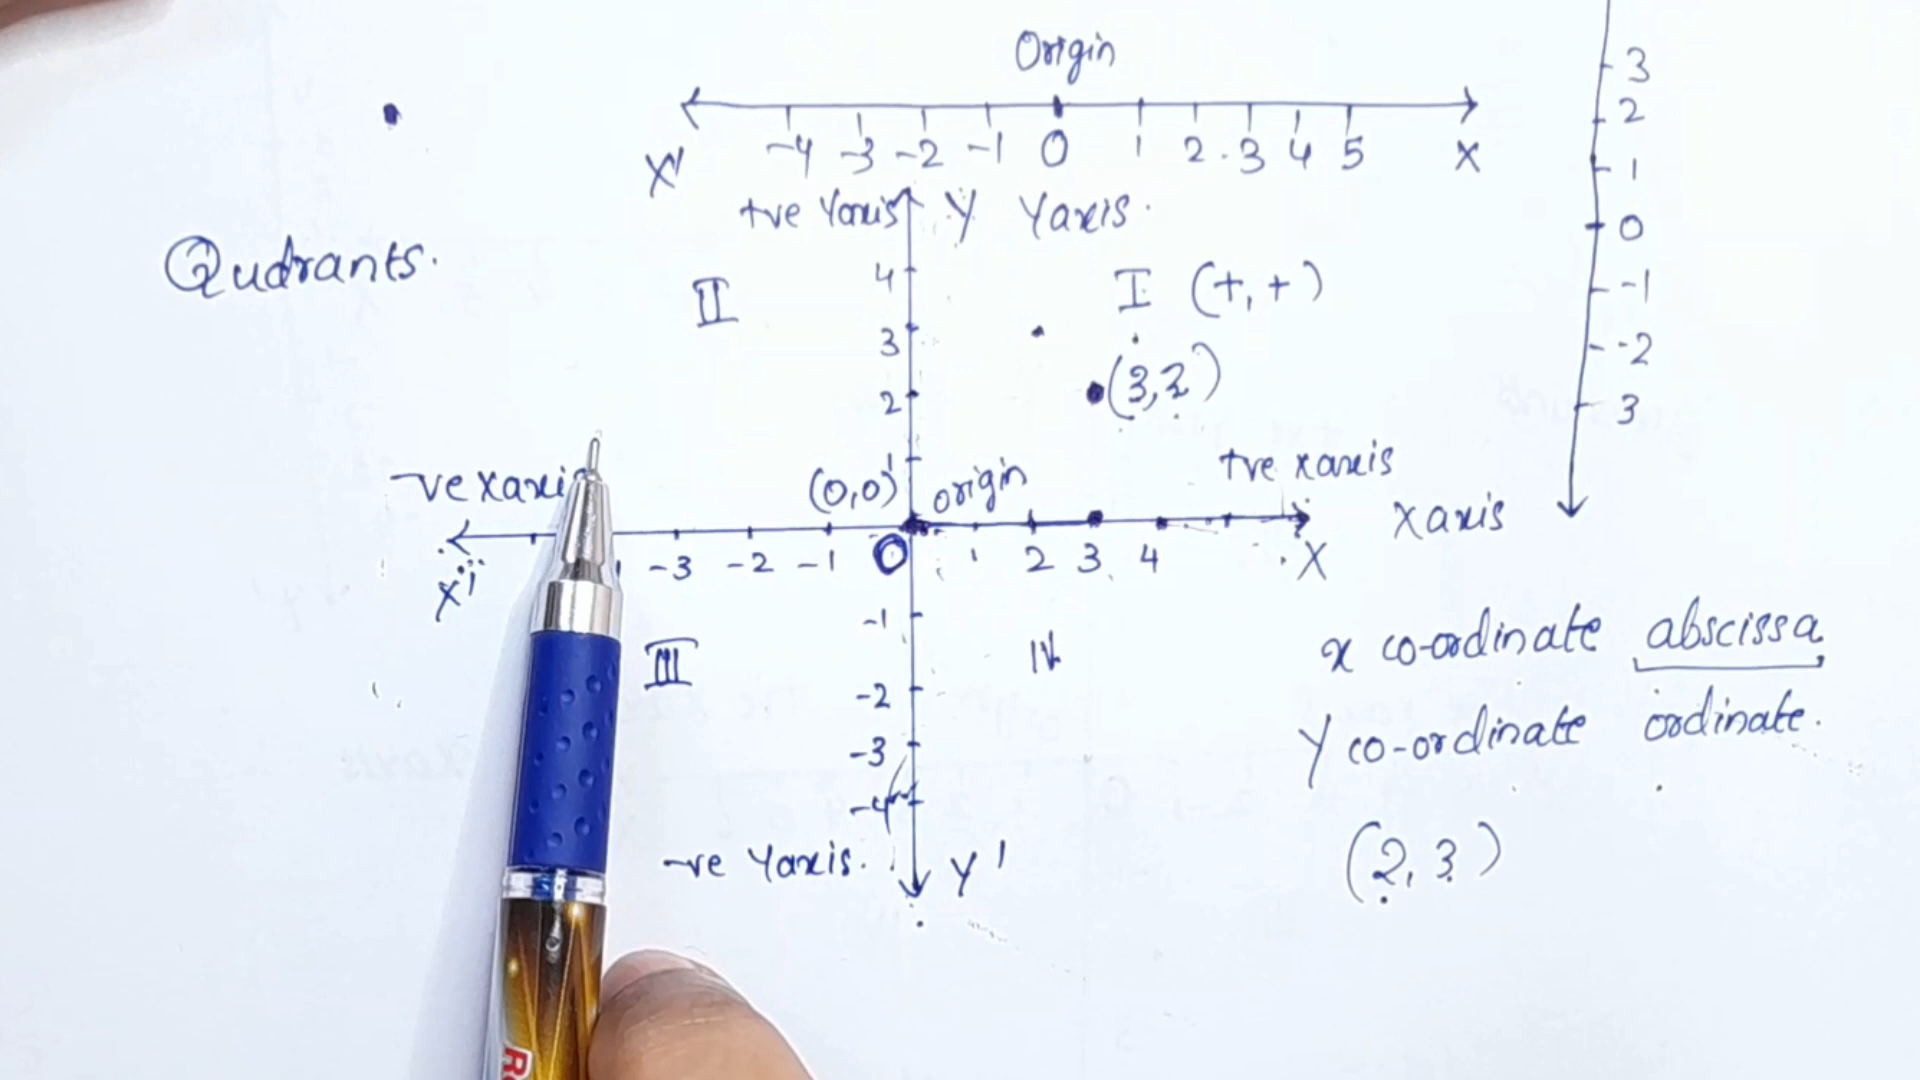 Origin
-4 -3 -2 -1 0 1 2 3 4 5
X' X
3
2
1
0
-1
-2
3
+ve Yaxis Y Yaxis
Qudrants.
II I (+,+)
4
3
2
1
(3,2)
-ve xaxis (0,0) origin +ve xaxis
X' -3 -2 -1 0 1 2 3 4 X X axis
-1
-2
-3
-4
III IV
x co-ordinate abscissa
Y co-ordinate ordinate.
-ve Yaxis. Y'
(2,3)